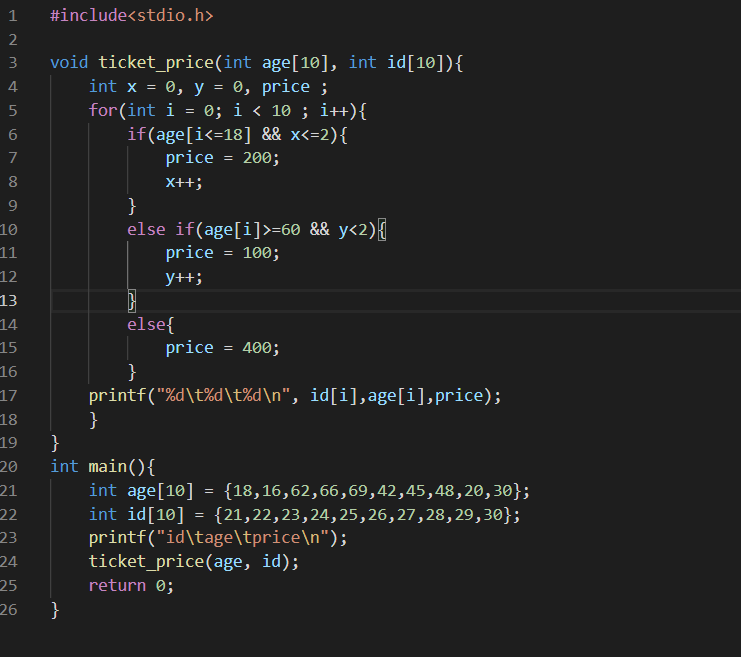 1 #include<stdio.h>
2
3 void ticket_price(int age[10], int id[10]){
4     int x = 0, y = 0, price ;
5     for(int i = 0; i < 10 ; i++){
6         if(age[i<=18] && x<=2){
7             price = 200;
8             x++;
9         }
10         else if(age[i]>=60 && y<2){
11             price = 100;
12             y++;
13         }
14         else{
15             price = 400;
16         }
17     printf("%d\t%d\t%d\n", id[i],age[i],price);
18     }
19 }
20 int main(){
21     int age[10] = {18,16,62,66,69,42,45,48,20,30};
22     int id[10] = {21,22,23,24,25,26,27,28,29,30};
23     printf("id\tage\tprice\n");
24     ticket_price(age, id);
25     return 0;
26 }